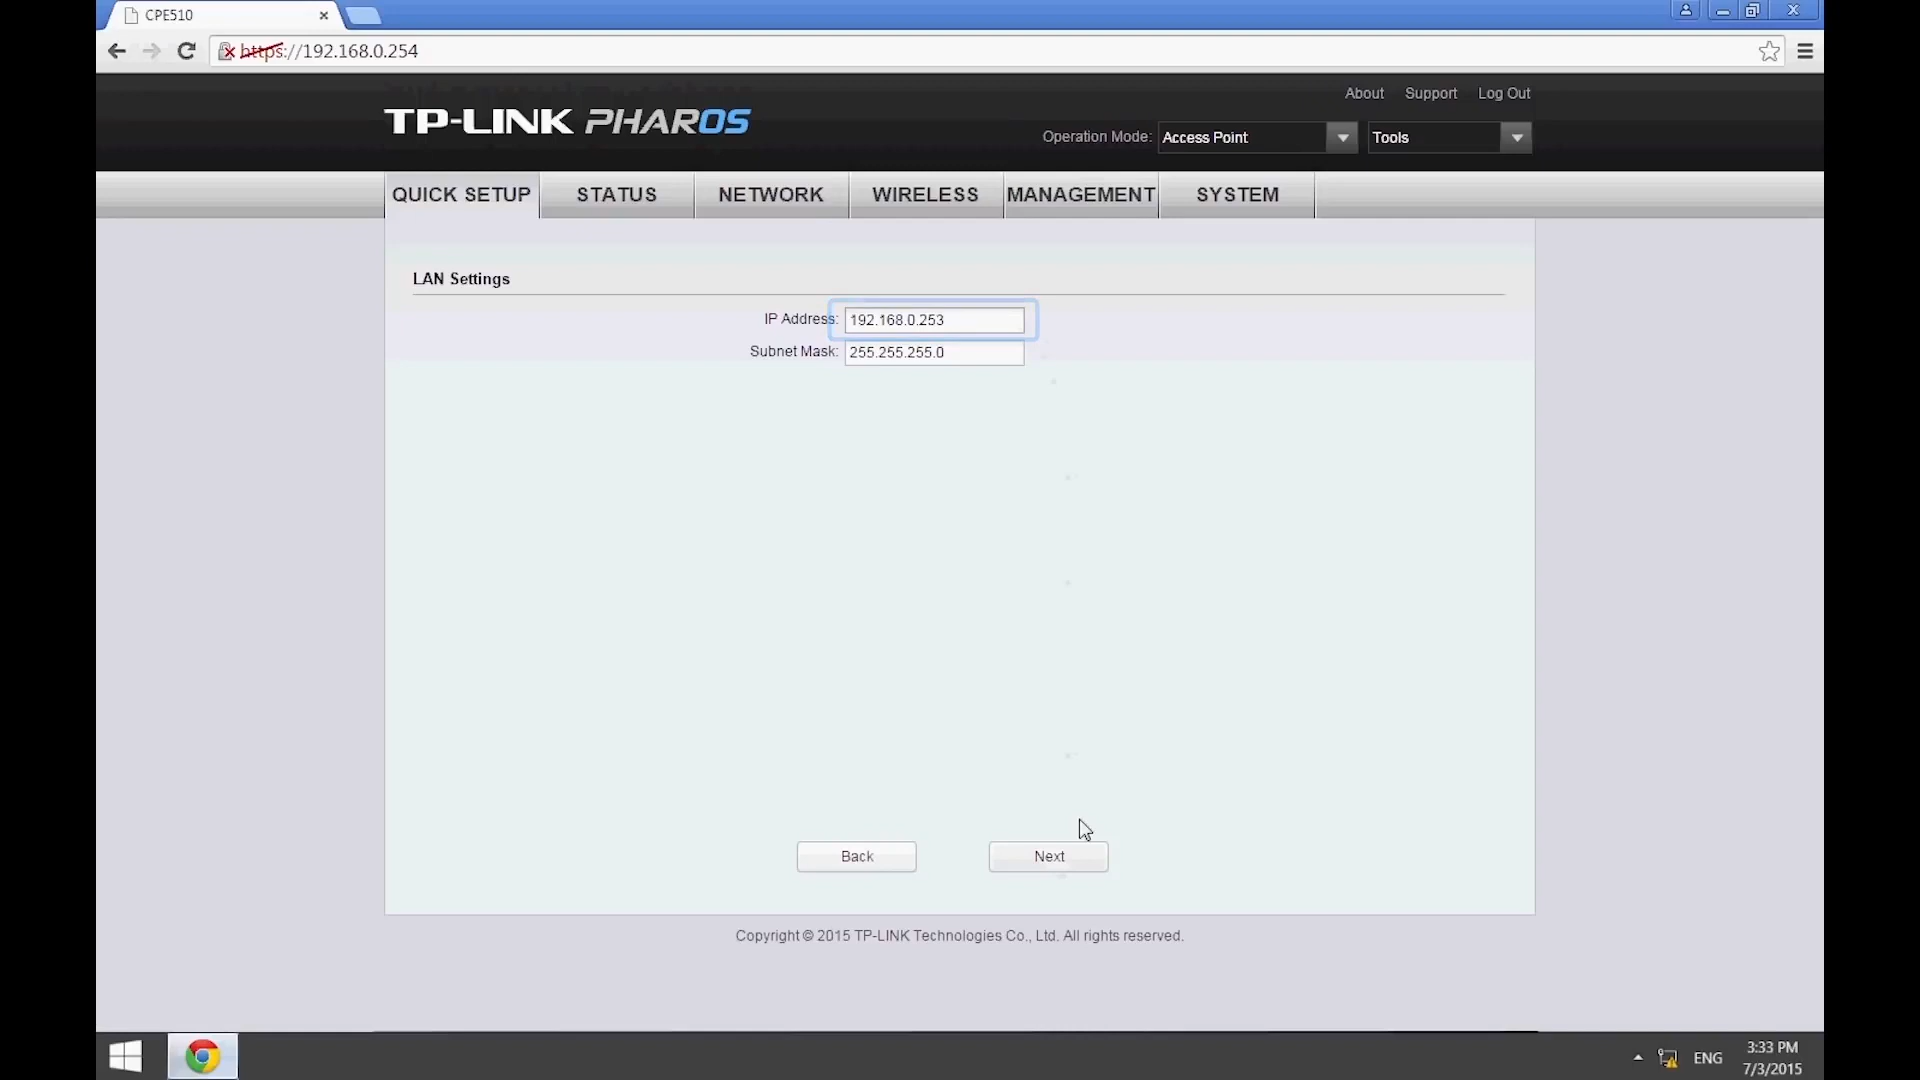 CPE510
https://192.168.0.254
About Support Log Out
TP-LINK PHAROS
Operation Mode: Access Point Tools
QUICK SETUP STATUS NETWORK WIRELESS MANAGEMENT SYSTEM
LAN Settings
IP Address: 192.168.0.253
Subnet Mask: 255.255.255.0
Back Next
Copyright © 2015 TP-LINK Technologies Co., Ltd. All rights reserved.
ENG
3:33 PM
7/3/2015